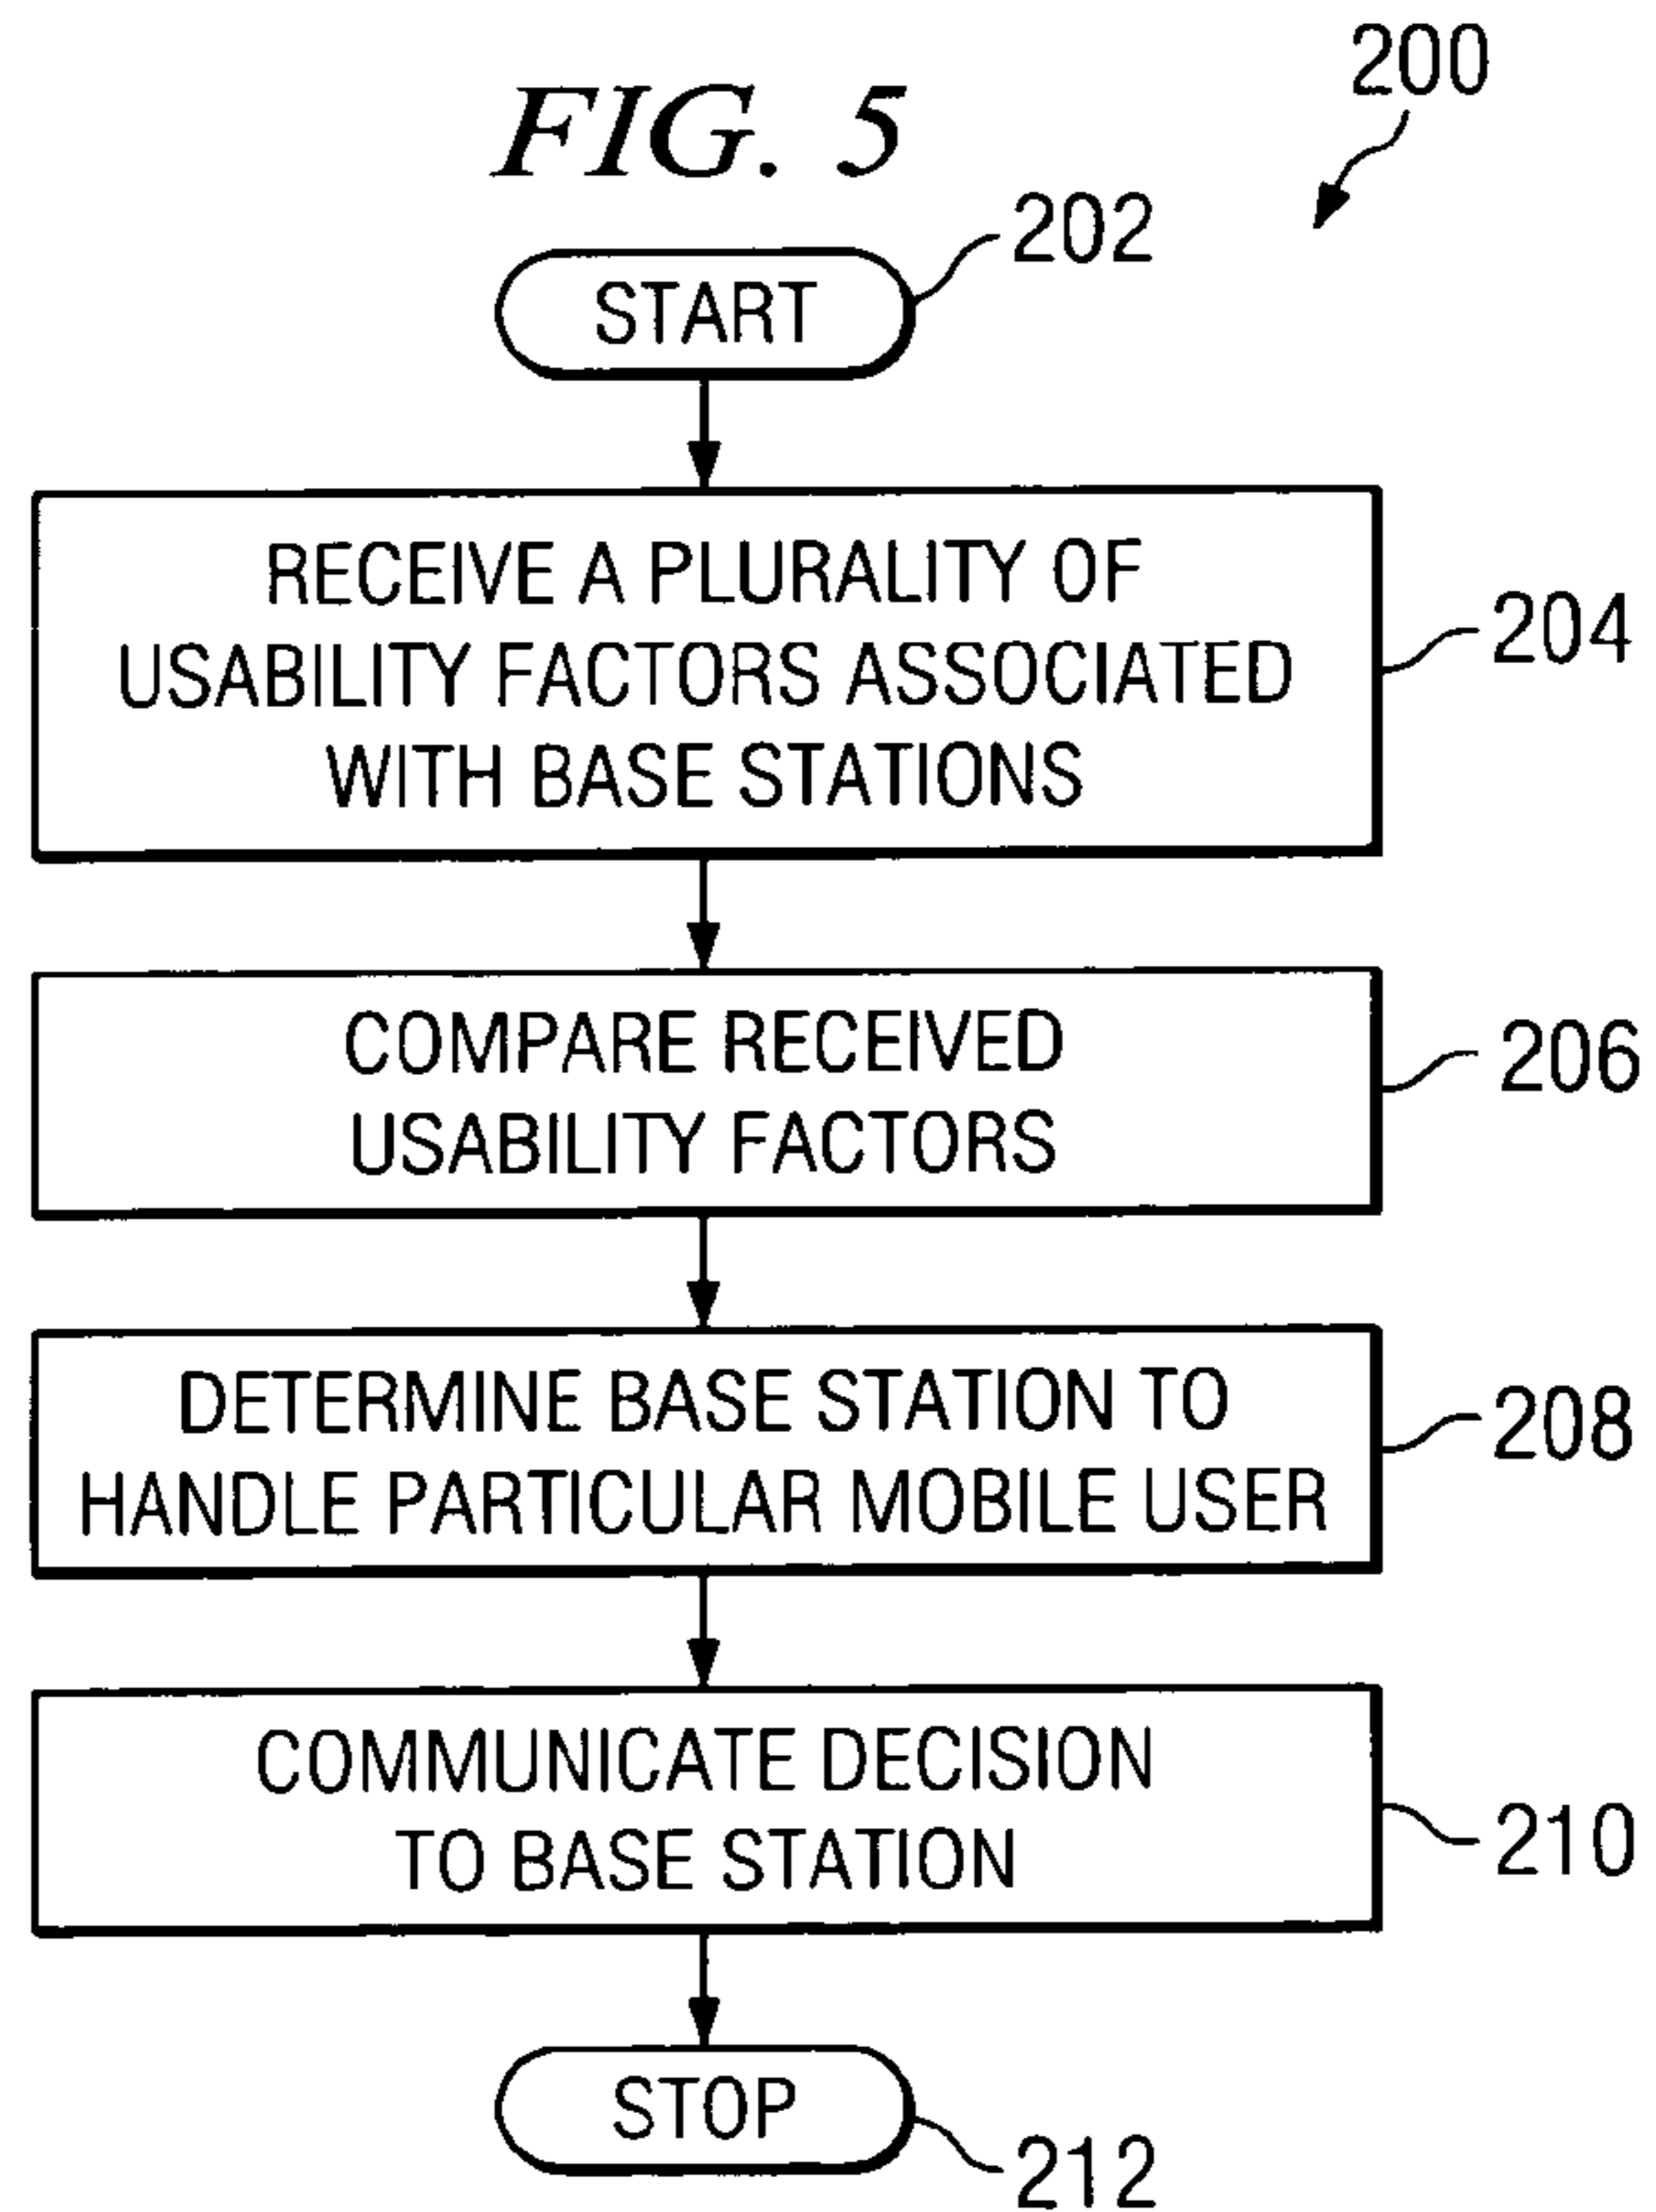 200
FIG. 5
202
START
RECEIVE A PLURALITY OF
USABILITY FACTORS ASSOCIATED
WITH BASE STATIONS
204
COMPARE RECEIVED
USABILITY FACTORS
206
DETERMINE BASE STATION TO
HANDLE PARTICULAR MOBILE USER
208
COMMUNICATE DECISION
TO BASE STATION
210
STOP
212